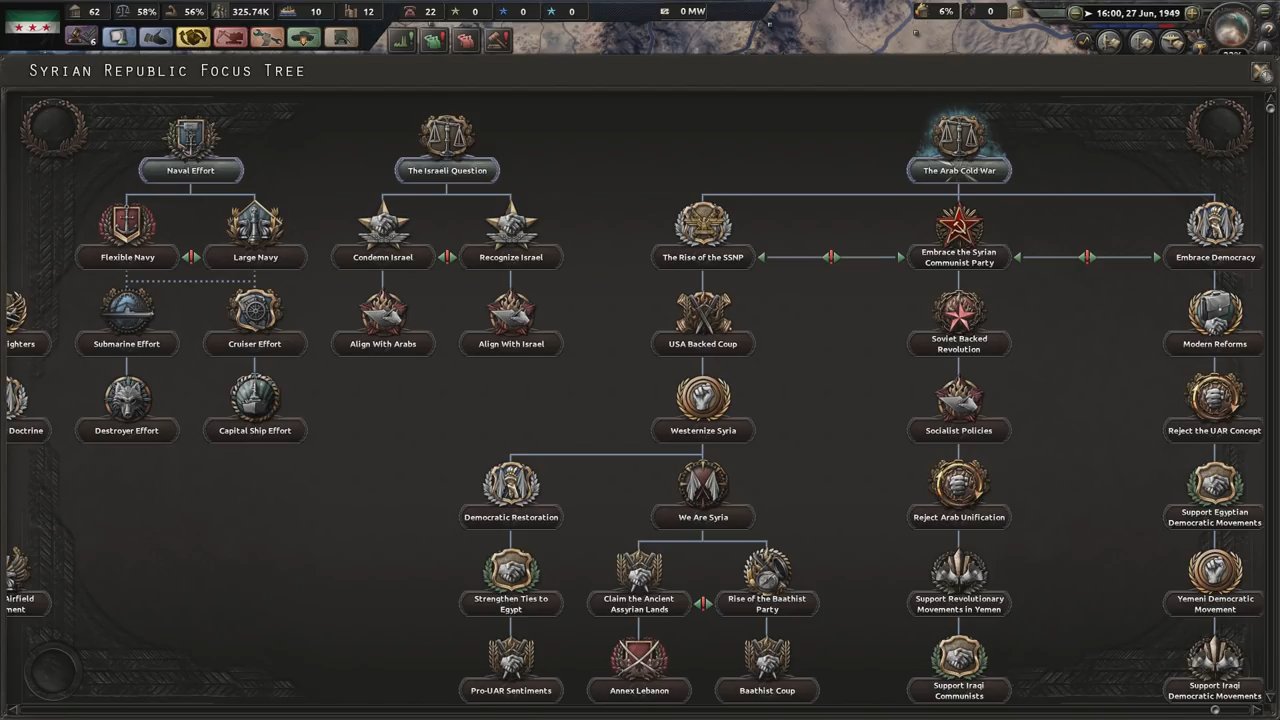 62 58% 56% 325.74K 10 12 22 0 0 0 0 MW 6% 0 16:00, 27 Jun, 1949
6
SYRIAN REPUBLIC FOCUS TREE
Naval Effort The Israeli Question The Arab Cold War
Flexible Navy Large Navy Condemn Israel Recognize Israel The Rise of the SSNP Embrace the Syrian Communist Party Embrace Democracy
ighters Submarine Effort Cruiser Effort Align With Arabs Align With Israel USA Backed Coup Soviet Backed Revolution Modern Reforms
Doctrine Destroyer Effort Capital Ship Effort Westernize Syria Socialist Policies Reject the UAR Concept
Democratic Restoration We Are Syria Reject Arab Unification Support Egyptian Democratic Movements
Airfield ment Strengthen Ties to Egypt Claim the Ancient Assyrian Lands Rise of the Baathist Party Support Revolutionary Movements in Yemen Yemeni Democratic Movement
Pro-UAR Sentiments Annex Lebanon Baathist Coup Support Iraqi Communists Support Iraqi Democratic Movements